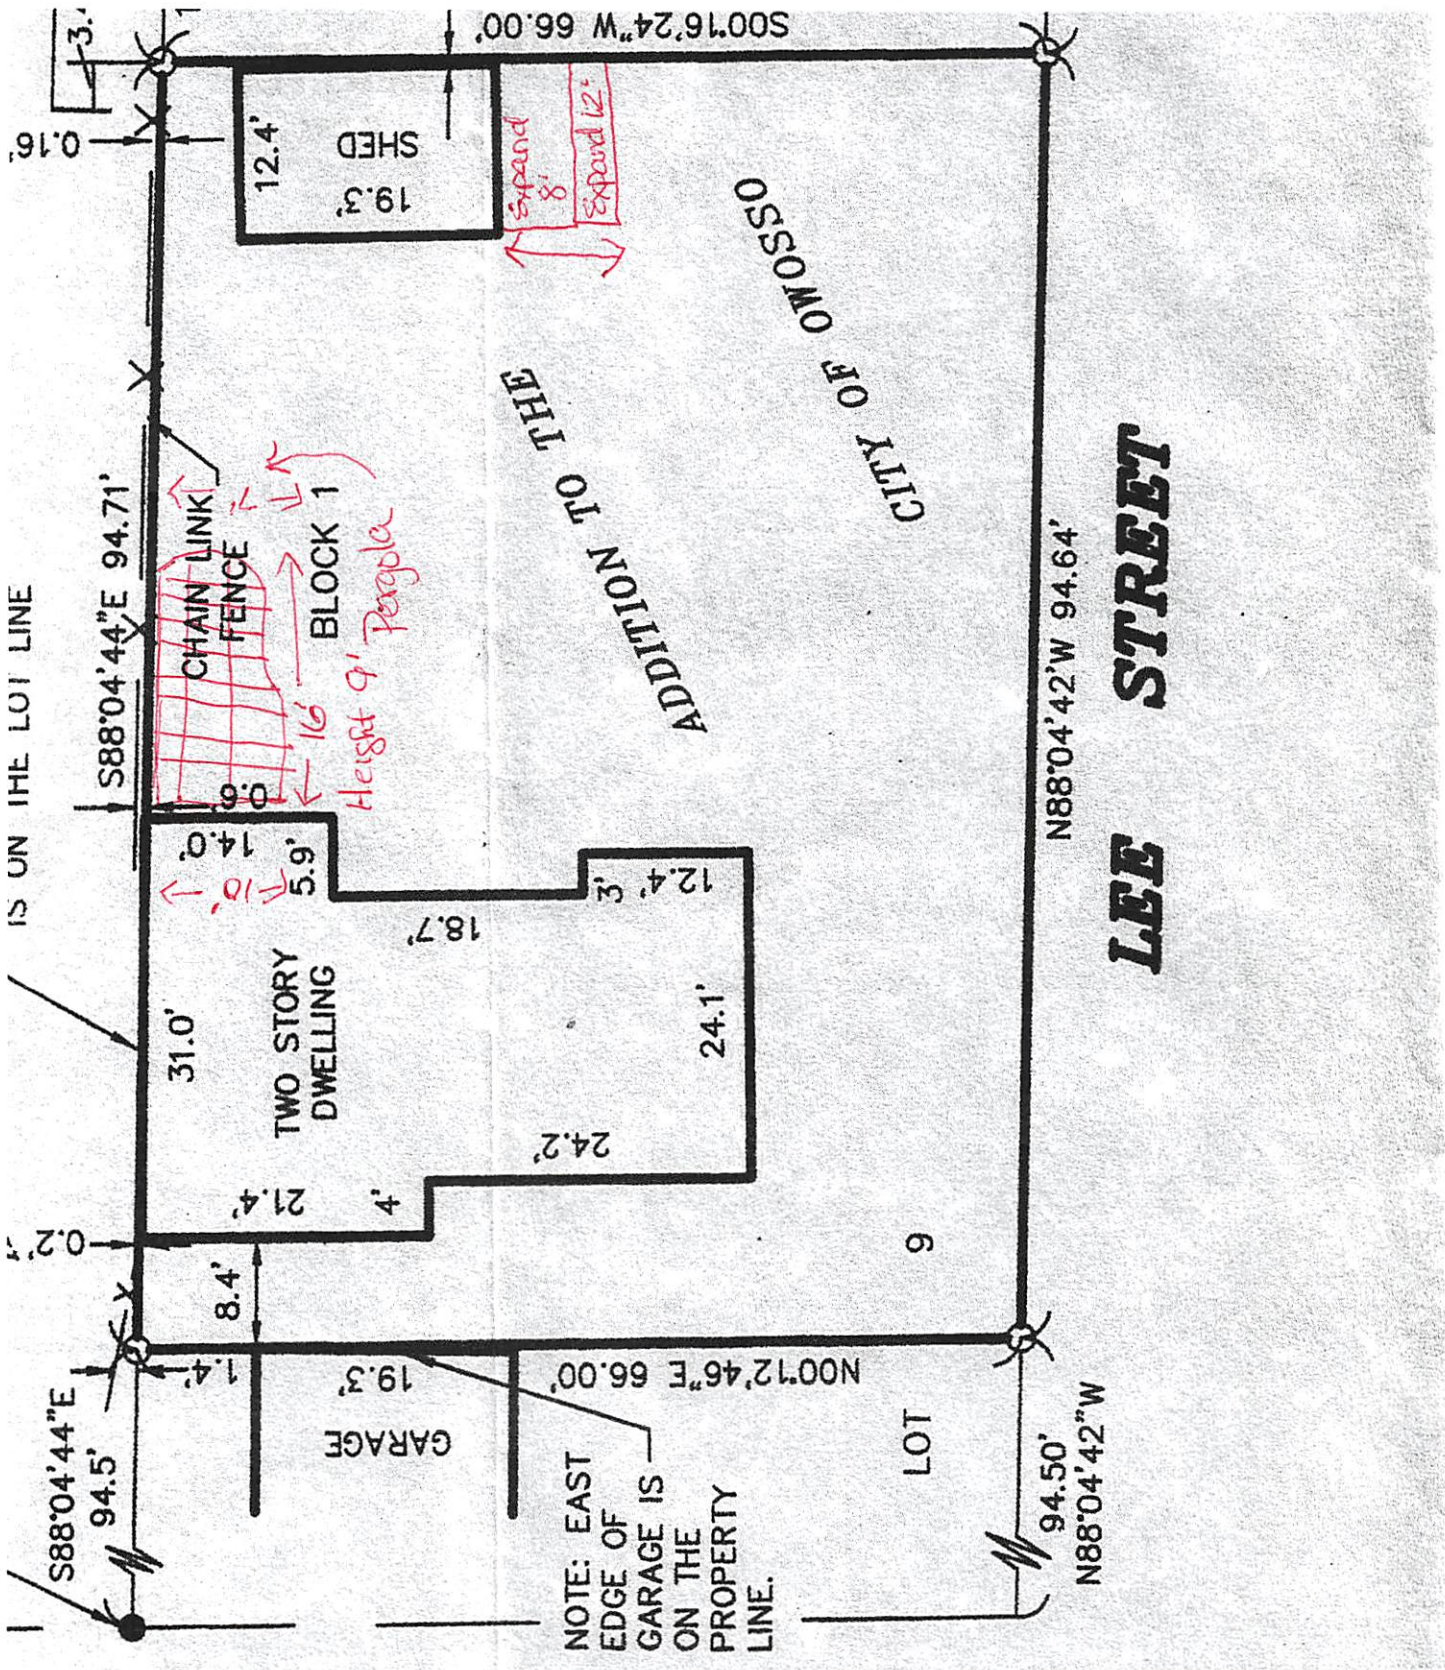 IS ON THE LOT LINE
S88°04'44"E 94.71'
S88°04'44"E
94.5'
0.2'
0.16'
3.
31.0'
14.0'
0.6'
10'
5.9'
18.7'
3'
12.4'
24.1'
24.2'
4'
21.4'
TWO STORY
DWELLING
8.4'
1.4'
19.3'
GARAGE
N00°12'46"E 66.00'
NOTE: EAST
EDGE OF
GARAGE IS
ON THE
PROPERTY
LINE.
CHAIN LINK
FENCE
BLOCK 1
7'
16'
Height 9' Pergola
12.4'
SHED
19.3'
Expand
8'
Expand 12'
S00°16'24"W 66.00'
ADDITION TO THE
CITY OF OWOSSO
LOT
9
N88°04'42'W 94.64'
94.50'
N88°04'42"W
LEE STREET